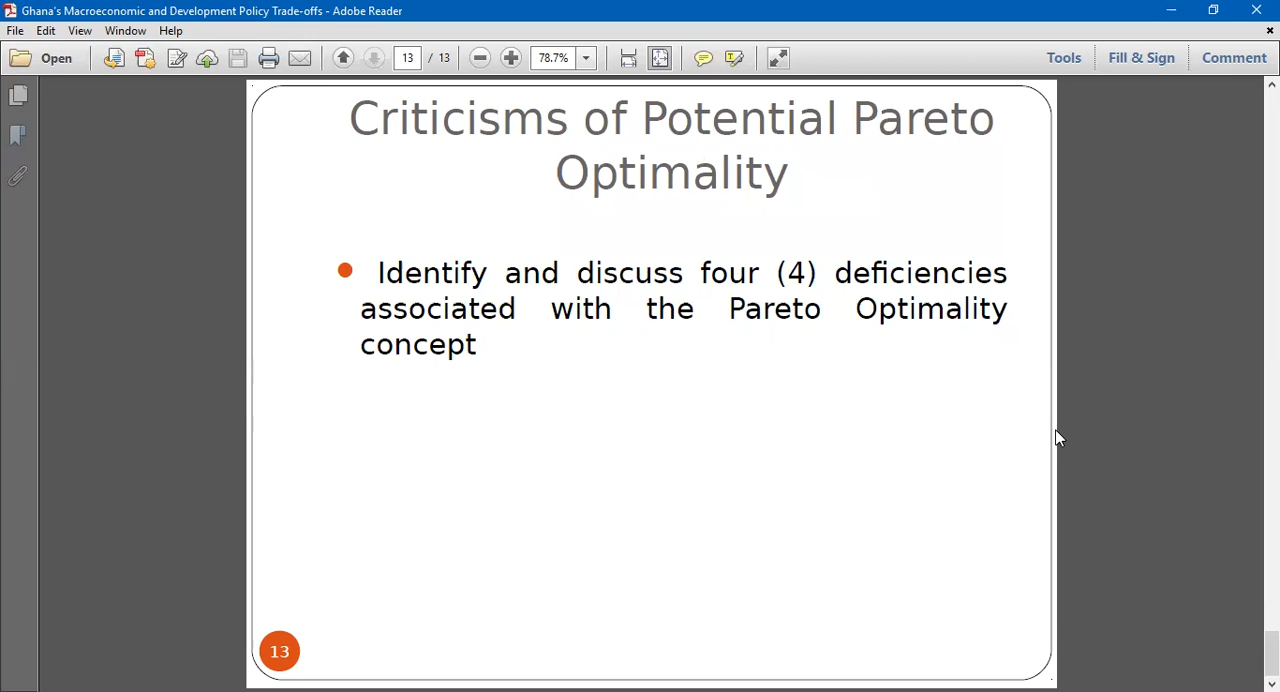 Ghana's Macroeconomic and Development Policy Trade-offs - Adobe Reader
File Edit View Window Help
Open 13 / 13 78.7% Tools Fill & Sign Comment
Criticisms of Potential Pareto
Optimality
Identify and discuss four (4) deficiencies
associated with the Pareto Optimality
concept
13